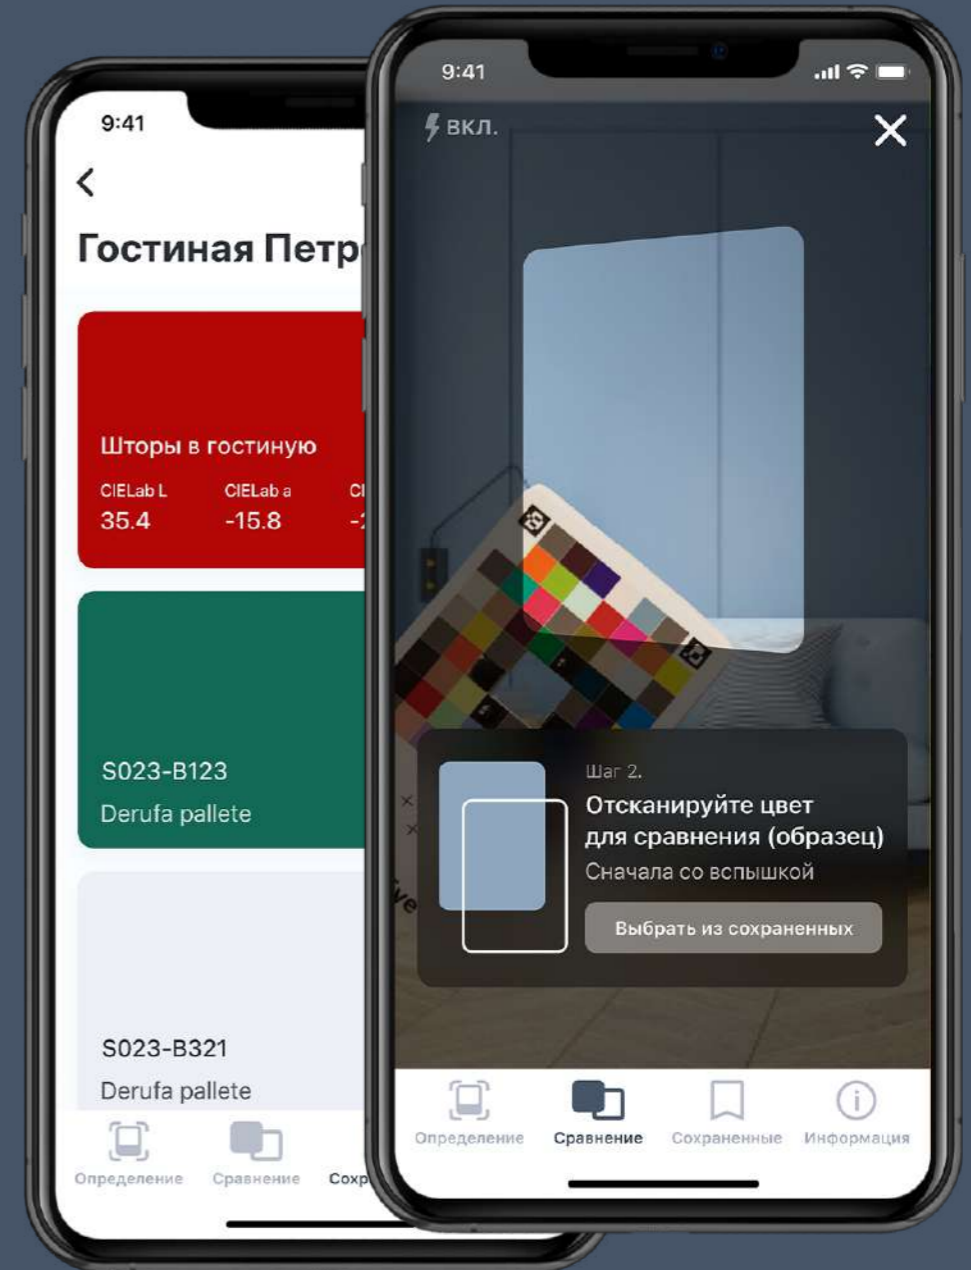 9:41
Гостиная Петр
Шторы в гостиную
CIELab L
CIELab a
35.4
-15.8
S023-B123
Derufa pallete
S023-B321
Derufa pallete
Определение
Сравнение
9:41
ВКЛ.
Шаг 2.
Отсканируйте цвет
для сравнения (образец)
Сначала со вспышкой
Выбрать из сохраненных
Определение
Сравнение
Сохраненные
Информация